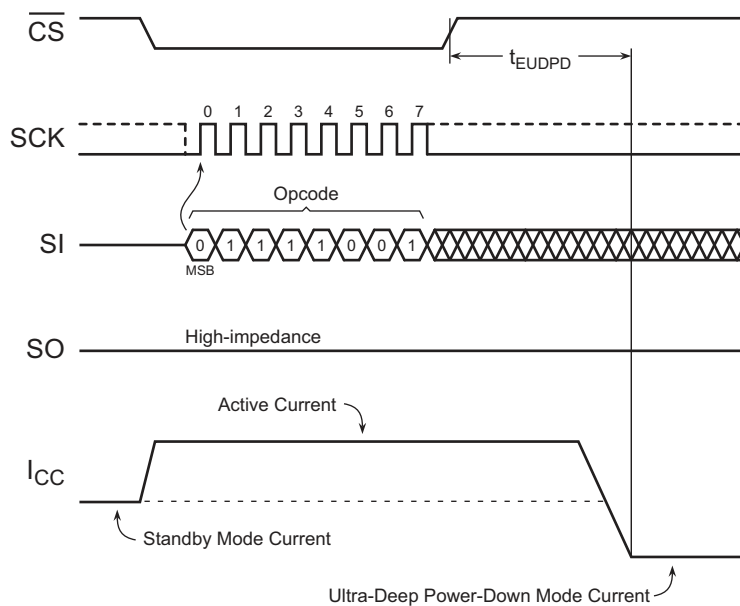 CS
tEUDPD
0 1 2 3 4 5 6 7
SCK
Opcode
SI
0 1 1 1 1 0 0 1
MSB
High-impedance
SO
Active Current
ICC
Standby Mode Current
Ultra-Deep Power-Down Mode Current